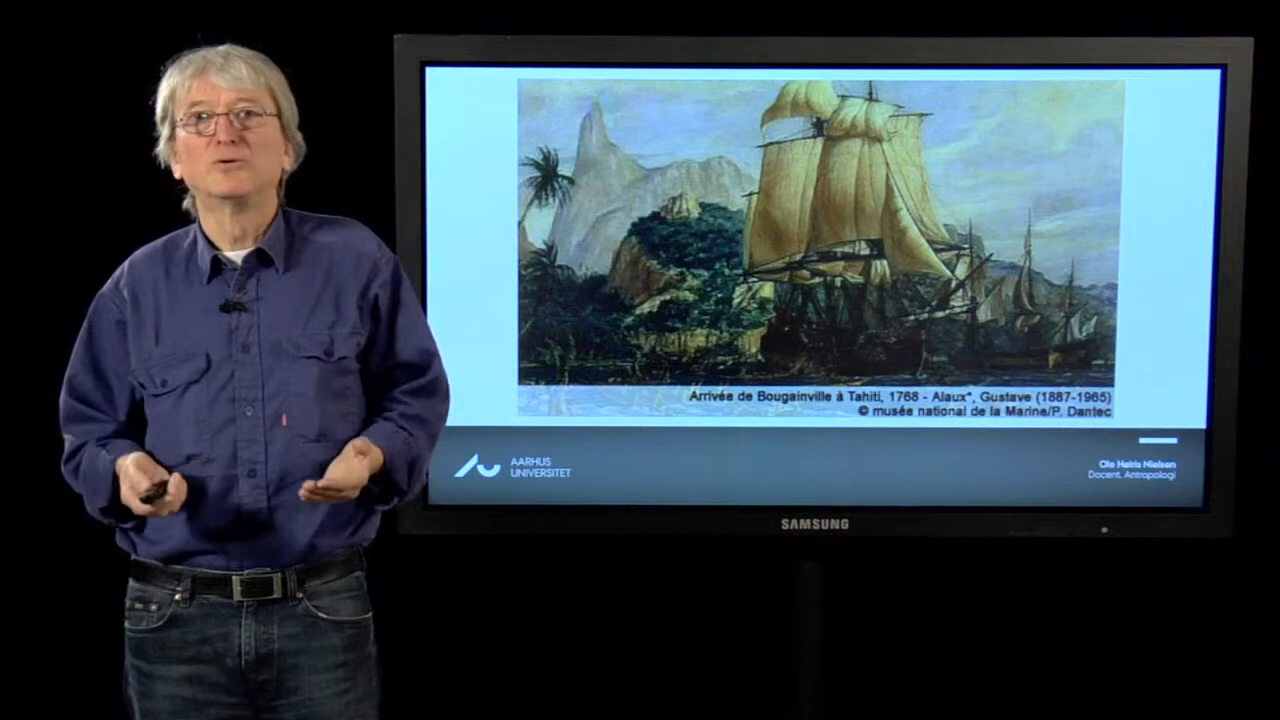 Arrivée de Bougainville à Tahiti, 1768 - Alaux*, Gustave (1887-1965)
© musée national de la Marine/P. Dantec
AARHUS
UNIVERSITET
Ole Høiris Nielsen
Docent, Antropologi
SAMSUNG